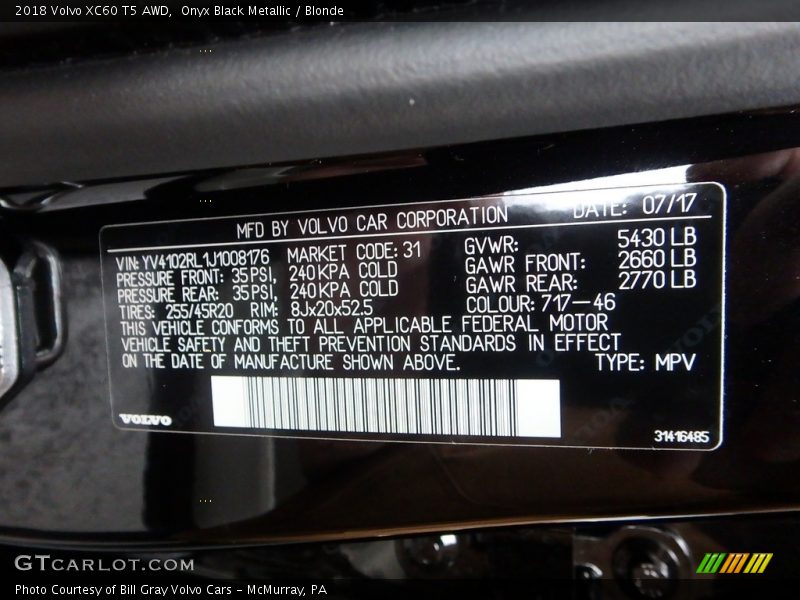 2018 Volvo XC60 T5 AWD, Onyx Black Metallic / Blonde
MFD BY VOLVO CAR CORPORATION DATE: 07/17
VIN: YV4102RL1J1008176 MARKET CODE: 31 GVWR: 5430 LB
PRESSURE FRONT: 35 PSI, 240 KPA COLD GAWR FRONT: 2660 LB
PRESSURE REAR: 35 PSI, 240 KPA COLD GAWR REAR: 2770 LB
TIRES: 255/45R20 RIM: 8Jx20x52.5 COLOUR: 717-46
THIS VEHICLE CONFORMS TO ALL APPLICABLE FEDERAL MOTOR
VEHICLE SAFETY AND THEFT PREVENTION STANDARDS IN EFFECT
ON THE DATE OF MANUFACTURE SHOWN ABOVE. TYPE: MPV
VOLVO 31416485
GTCARLOT.COM
Photo Courtesy of Bill Gray Volvo Cars - McMurray, PA